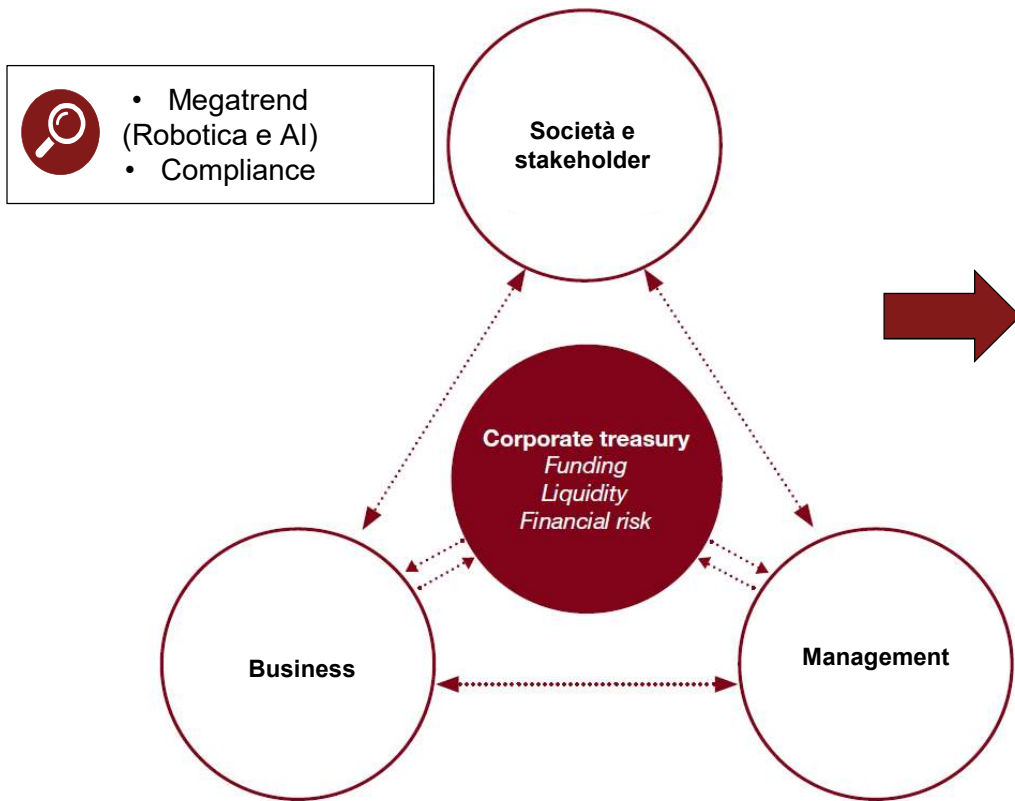 • Megatrend
(Robotica e AI)
• Compliance
Società e
stakeholder
Corporate treasury
Funding
Liquidity
Financial risk
Business
Management